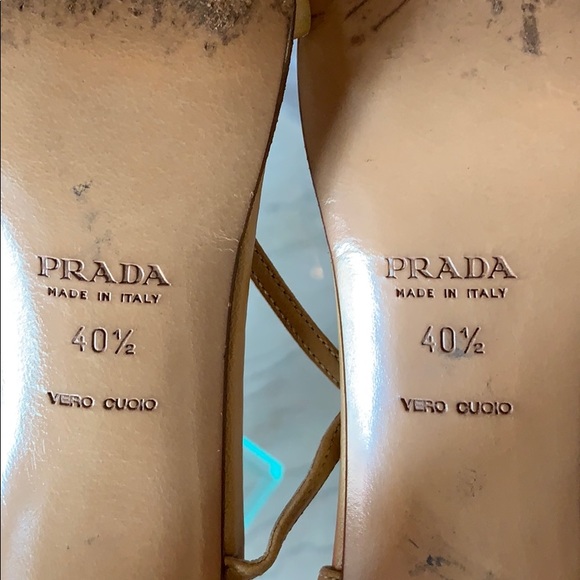 PRADA
MADE IN ITALY
40½
VERO CUOIO
PRADA
MADE IN ITALY
40½
VERO CUOIO